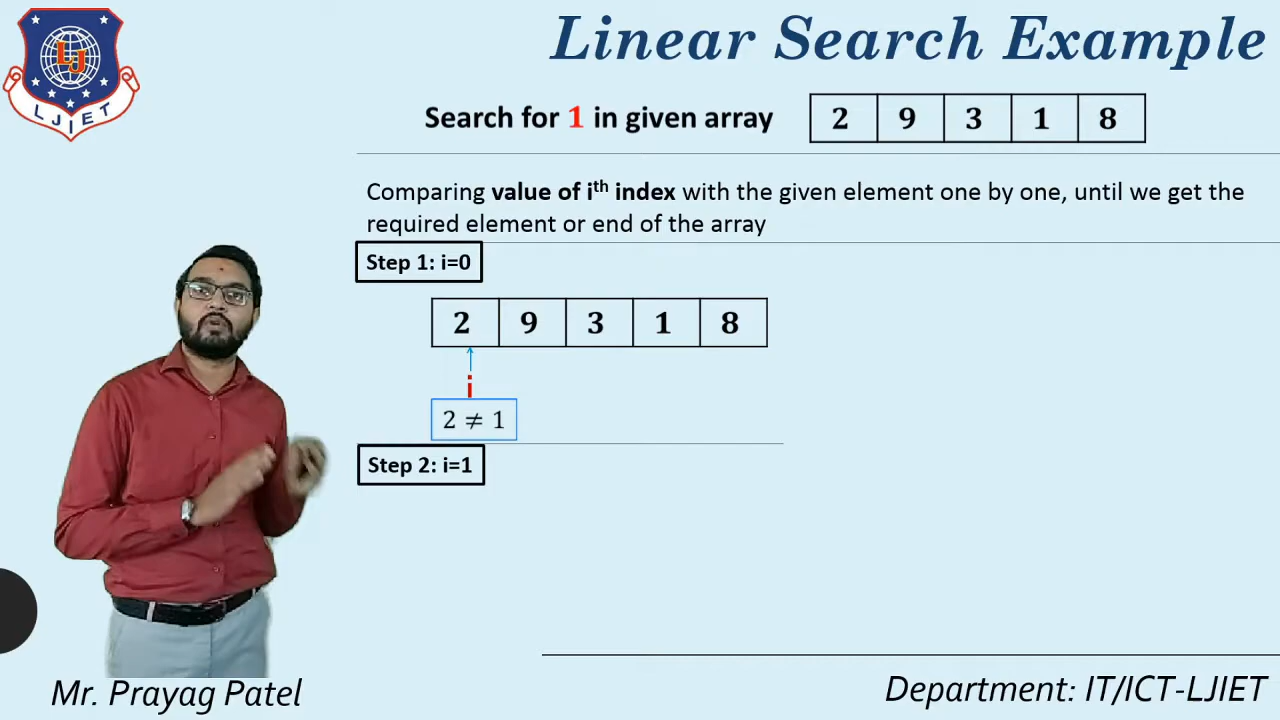 LJ
LJIET
Linear Search Example
Search for 1 in given array
2 9 3 1 8
Comparing value of iᵗʰ index with the given element one by one, until we get the
required element or end of the array
Step 1: i=0
2 9 3 1 8
i
2 ≠ 1
Step 2: i=1
Mr. Prayag Patel
Department: IT/ICT-LJIET